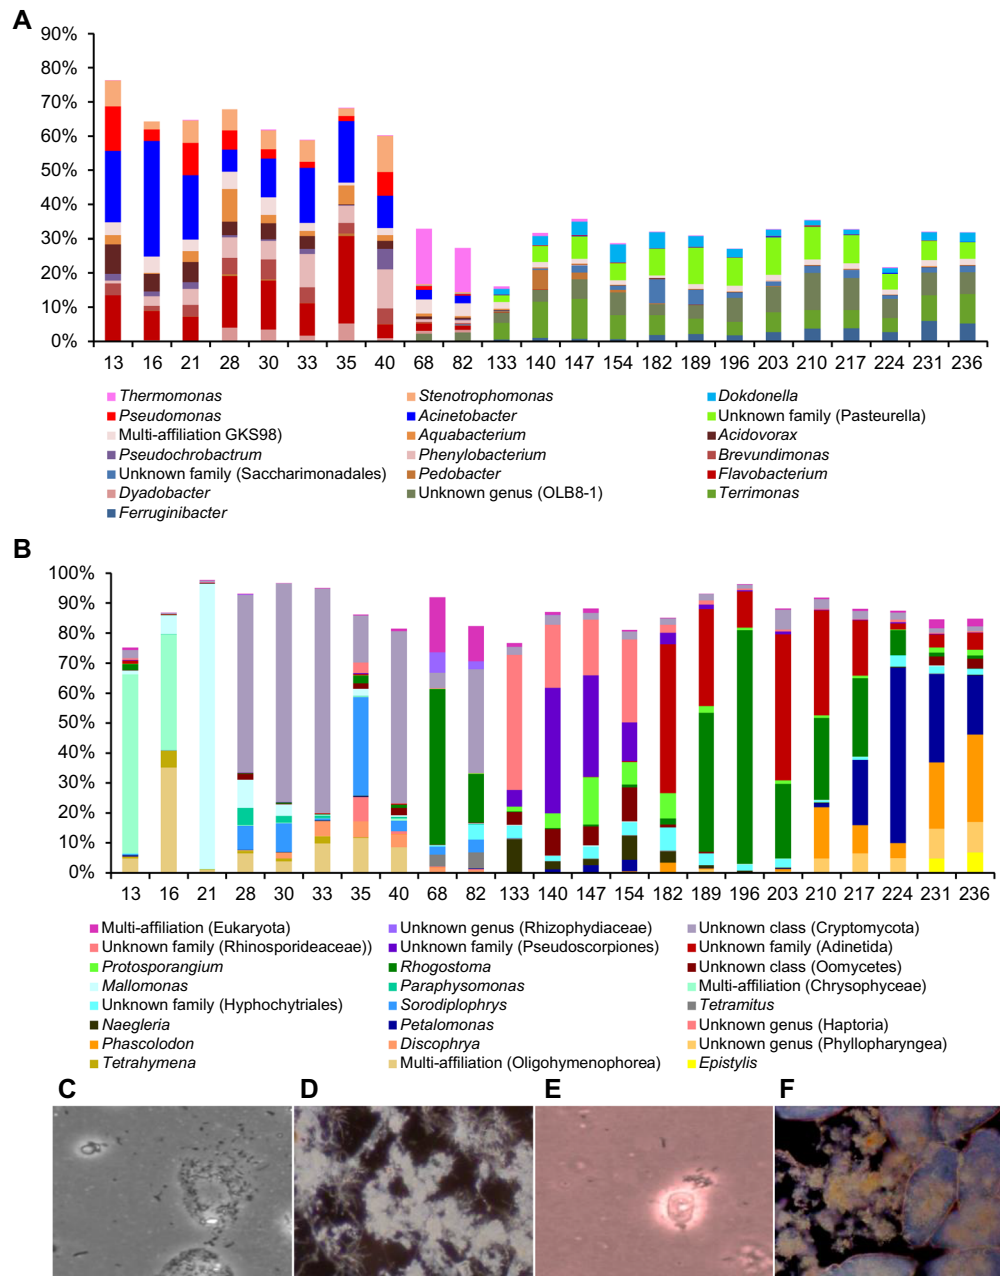 A
90%
80%
70%
60%
50%
40%
30%
20%
10%
0%
13 16 21 28 30 33 35 40 68 82 133 140 147 154 182 189 196 203 210 217 224 231 236
Thermomonas Stenotrophomonas Dokdonella
Pseudomonas Acinetobacter Unknown family (Pasteurella)
Multi-affiliation GKS98) Aquabacterium Acidovorax
Pseudochrobactrum Phenylobacterium Brevundimonas
Unknown family (Saccharimonadales) Pedobacter Flavobacterium
Dyadobacter Unknown genus (OLB8-1) Terrimonas
Ferruginibacter
B
100%
90%
80%
70%
60%
50%
40%
30%
20%
10%
0%
13 16 21 28 30 33 35 40 68 82 133 140 147 154 182 189 196 203 210 217 224 231 236
Multi-affiliation (Eukaryota) Unknown genus (Rhizophydiaceae) Unknown class (Cryptomycota)
Unknown family (Rhinosporideaceae)) Unknown family (Pseudoscorpiones) Unknown family (Adinetida)
Protosporangium Rhogostoma Unknown class (Oomycetes)
Mallomonas Paraphysomonas Multi-affiliation (Chrysophyceae)
Unknown family (Hyphochytriales) Sorodiplophrys Tetramitus
Naegleria Petalomonas Unknown genus (Haptoria)
Phascolodon Discophrya Unknown genus (Phyllopharyngea)
Tetrahymena Multi-affiliation (Oligohymenophorea) Epistylis
C D E F